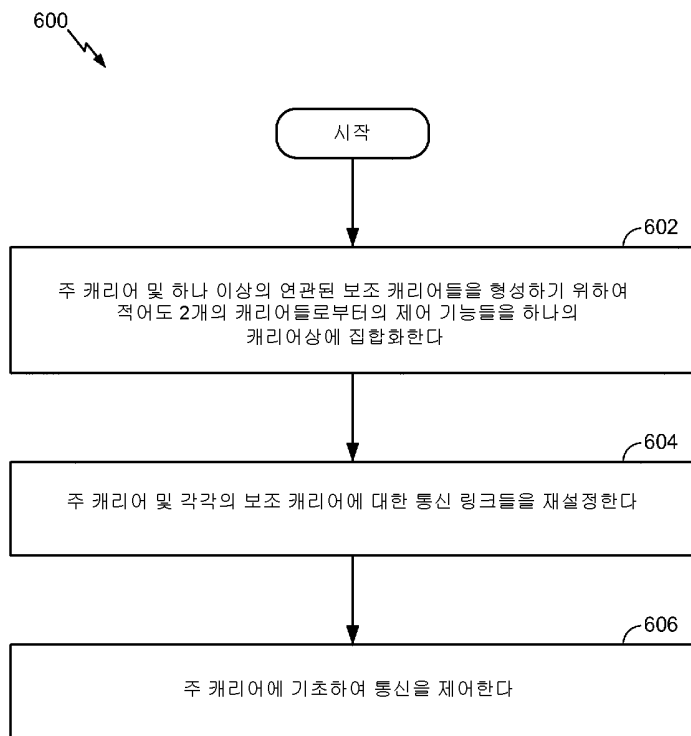 600
시작
602
주 캐리어 및 하나 이상의 연관된 보조 캐리어들을 형성하기 위하여
적어도 2개의 캐리어들로부터의 제어 기능들을 하나의
캐리어상에 집합화한다
604
주 캐리어 및 각각의 보조 캐리어에 대한 통신 링크들을 재설정한다
606
주 캐리어에 기초하여 통신을 제어한다